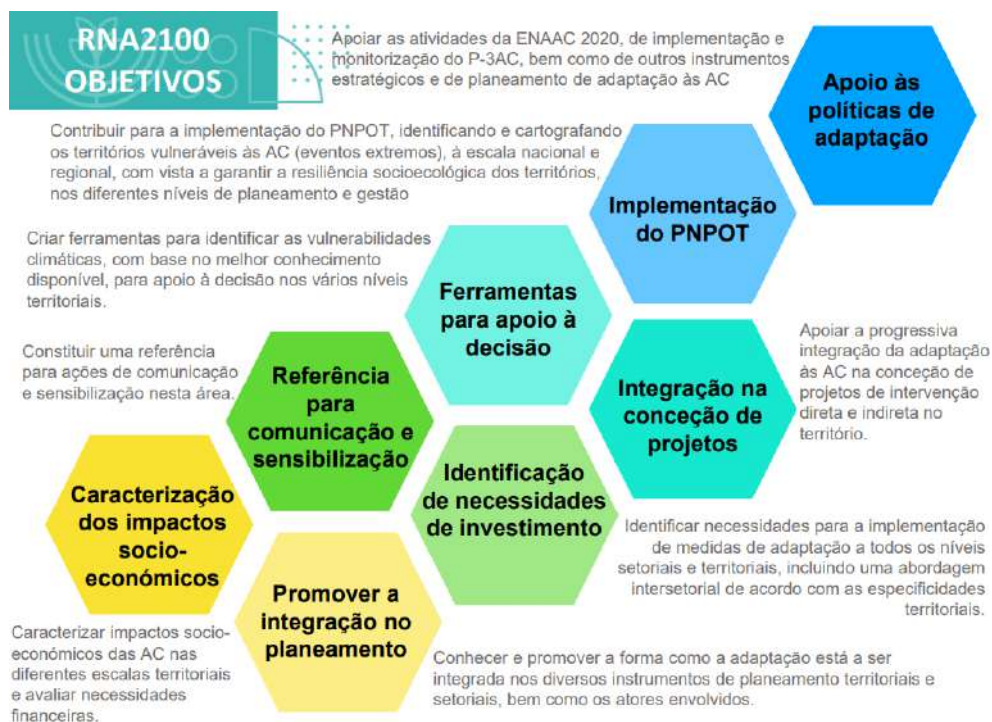 RNA2100
OBJETIVOS
Apoiar as atividades da ENAAC 2020, de implementação e
monitorização do P-3AC, bem como de outros instrumentos
estratégicos e de planeamento de adaptação às AC
Apoio às
políticas de
adaptação
Contribuir para a implementação do PNPOT, identificando e cartografando
os territórios vulneráveis às AC (eventos extremos), à escala nacional e
regional, com vista a garantir a resiliência socioecológica dos territórios,
nos diferentes níveis de planeamento e gestão
Implementação
do PNPOT
Criar ferramentas para identificar as vulnerabilidades
climáticas, com base no melhor conhecimento
disponível, para apoio à decisão nos vários níveis
territoriais.
Ferramentas
para apoio à
decisão
Constituir uma referência
para ações de comunicação
e sensibilização nesta área.
Referência
para
comunicação e
sensibilização
Integração na
conceção de
projetos
Apoiar a progressiva
integração da adaptação
às AC na conceção de
projetos de intervenção
direta e indireta no
território.
Caracterização
dos impactos
socio-
económicos
Identificação
de necessidades
de investimento
Identificar necessidades para a implementação
de medidas de adaptação a todos os níveis
setoriais e territoriais, incluindo uma abordagem
intersetorial de acordo com as especificidades
territoriais.
Promover a
integração no
planeamento
Caracterizar impactos socio-
económicos das AC nas
diferentes escalas territoriais
e avaliar necessidades
financeiras.
Conhecer e promover a forma como a adaptação está a ser
integrada nos diversos instrumentos de planeamento territoriais e
setoriais, bem como os atores envolvidos.